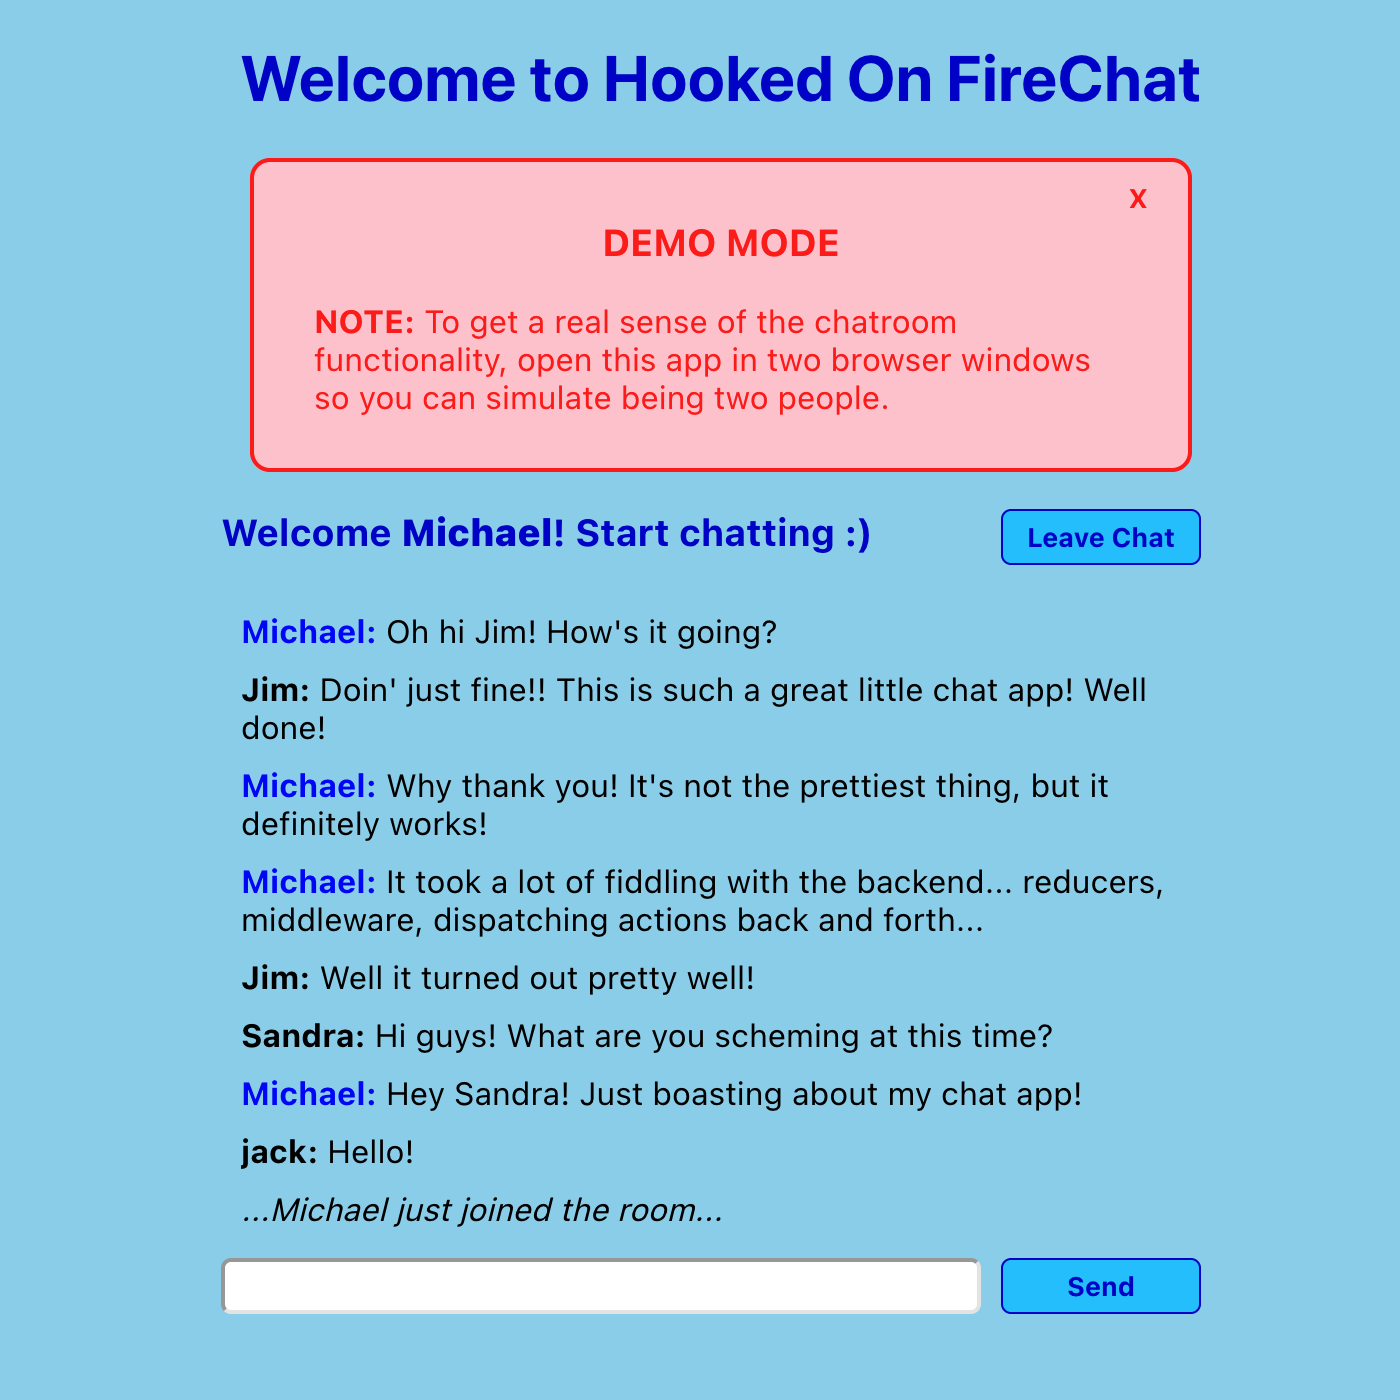 Welcome to Hooked On FireChat
X
DEMO MODE
NOTE: To get a real sense of the chatroom
functionality, open this app in two browser windows
so you can simulate being two people.
Welcome Michael! Start chatting :)
Leave Chat
Michael: Oh hi Jim! How's it going?
Jim: Doin' just fine!! This is such a great little chat app! Well
done!
Michael: Why thank you! It's not the prettiest thing, but it
definitely works!
Michael: It took a lot of fiddling with the backend... reducers,
middleware, dispatching actions back and forth...
Jim: Well it turned out pretty well!
Sandra: Hi guys! What are you scheming at this time?
Michael: Hey Sandra! Just boasting about my chat app!
jack: Hello!
...Michael just joined the room...
Send